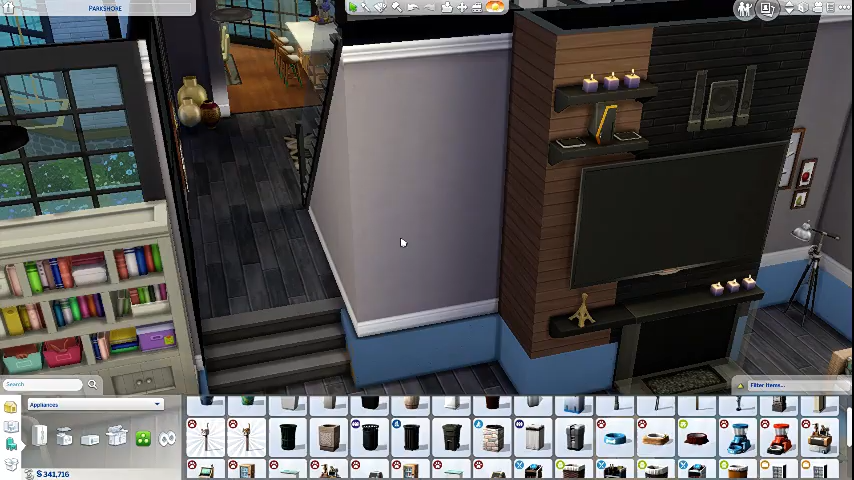 PARKSHORE
Search
Filter Items...
Appliances
§ 341,716